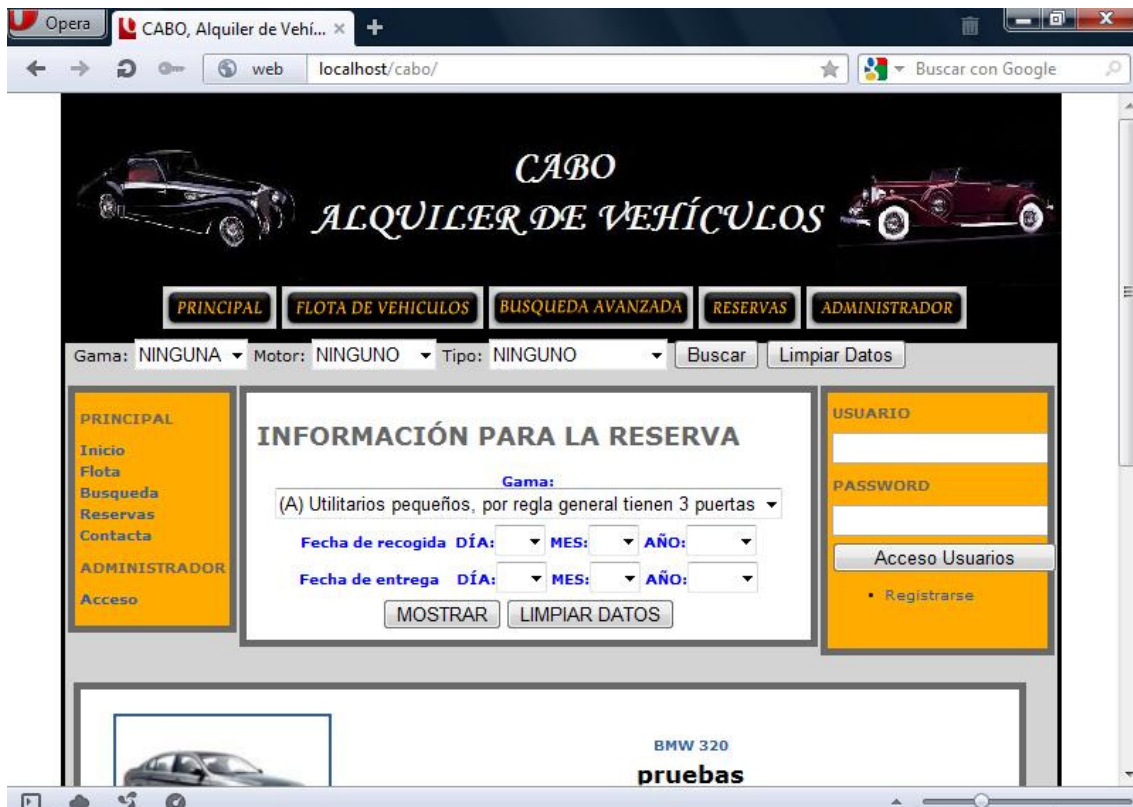 Opera
CABO, Alquiler de Vehí...
web localhost/cabo/
Buscar con Google
CABO
ALQUILER DE VEHÍCULOS
PRINCIPAL FLOTA DE VEHICULOS BUSQUEDA AVANZADA RESERVAS ADMINISTRADOR
Gama: NINGUNA Motor: NINGUNO Tipo: NINGUNO Buscar Limpiar Datos
PRINCIPAL
Inicio
Flota
Busqueda
Reservas
Contacta
ADMINISTRADOR
Acceso
INFORMACIÓN PARA LA RESERVA
Gama:
(A) Utilitarios pequeños, por regla general tienen 3 puertas
Fecha de recogida DÍA: MES: AÑO:
Fecha de entrega DÍA: MES: AÑO:
MOSTRAR LIMPIAR DATOS
USUARIO
PASSWORD
Acceso Usuarios
Registrarse
BMW 320
pruebas